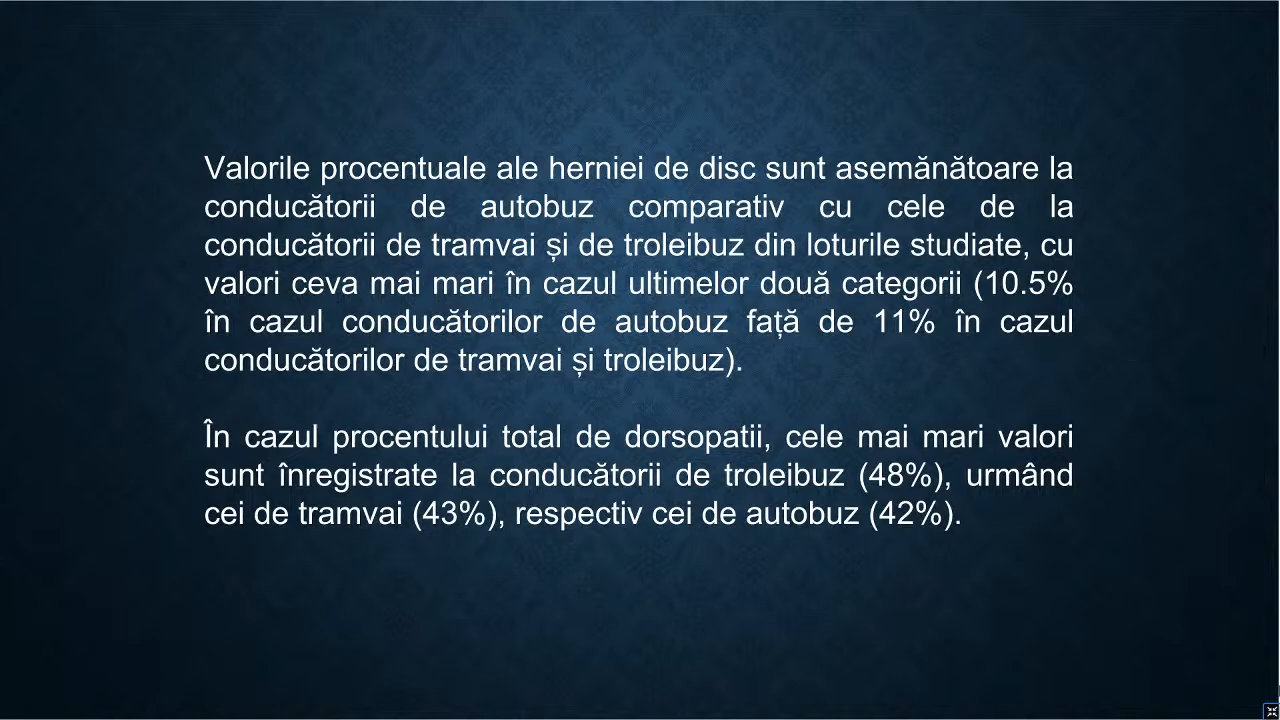 Valorile procentuale ale herniei de disc sunt asemănătoare la
conducătorii de autobuz comparativ cu cele de la
conducătorii de tramvai și de troleibuz din loturile studiate, cu
valori ceva mai mari în cazul ultimelor două categorii (10.5%
în cazul conducătorilor de autobuz față de 11% în cazul
conducătorilor de tramvai și troleibuz).
În cazul procentului total de dorsopatii, cele mai mari valori
sunt înregistrate la conducătorii de troleibuz (48%), urmând
cei de tramvai (43%), respectiv cei de autobuz (42%).